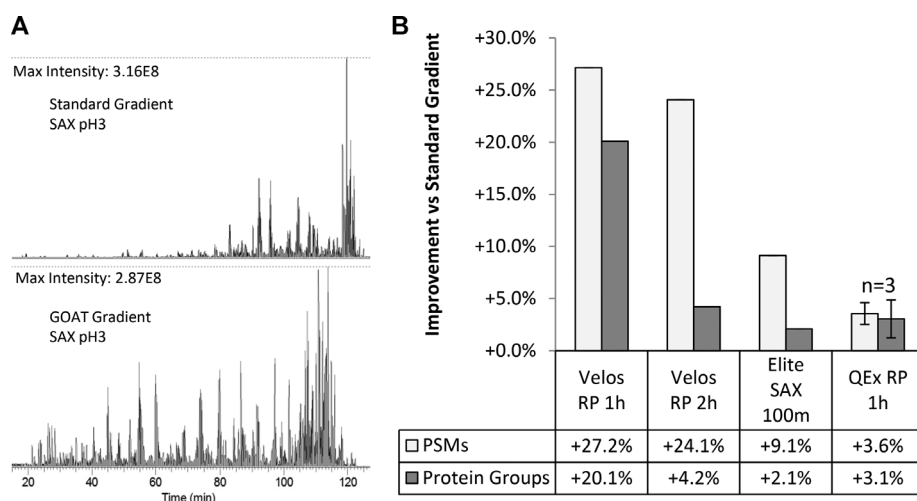 A
Max Intensity: 3.16E8
Standard Gradient
SAX pH3
Max Intensity: 2.87E8
GOAT Gradient
SAX pH3
20 40 60 80 100 120
Time (min)
B
Improvement vs Standard Gradient
+30.0%
+25.0%
+20.0%
+15.0%
+10.0%
+5.0%
+0.0%
n=3
Velos RP 1h
Velos RP 2h
Elite SAX 100m
QEx RP 1h
PSMs +27.2% +24.1% +9.1% +3.6%
Protein Groups +20.1% +4.2% +2.1% +3.1%